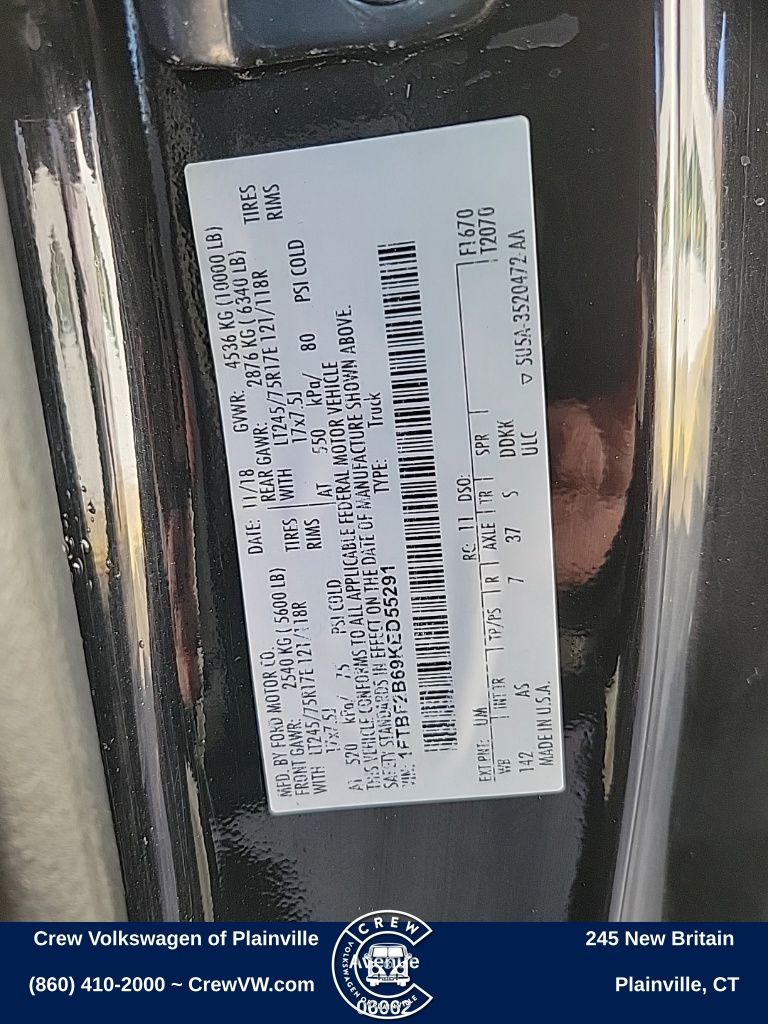 MFD. BY FORD MOTOR CO.
DATE: 11/18 GVWR: 4536 KG (10000 LB)
FRONT GAWR: 2540 KG (5600 LB)
REAR GAWR: 2876 KG (6340 LB)
WITH LT245/75R17E 121/118R TIRES
WITH LT245/75R17E 121/118R TIRES
17x7.5J RIMS
17x7.5J RIMS
AT 520 kPa/ 75 PSI COLD
AT 550 kPa/ 80 PSI COLD
THIS VEHICLE CONFORMS TO ALL APPLICABLE FEDERAL MOTOR VEHICLE
SAFETY STANDARDS IN EFFECT ON THE DATE OF MANUFACTURE SHOWN ABOVE.
VIN: 1FTBF2B69KED55291
TYPE: Truck
F1670
T2070
EXT PNT: UM RC: 11 DSO:
WB INT TR TP/PS R AXLE TR SPR
142 AS 7 37 S DDKK
ULC
MADE IN U.S.A.
▽ 5U5A-3520472-AA
Crew Volkswagen of Plainville
(860) 410-2000 ~ CrewVW.com
CREW
245 New Britain
Avenue
Plainville, CT
06062